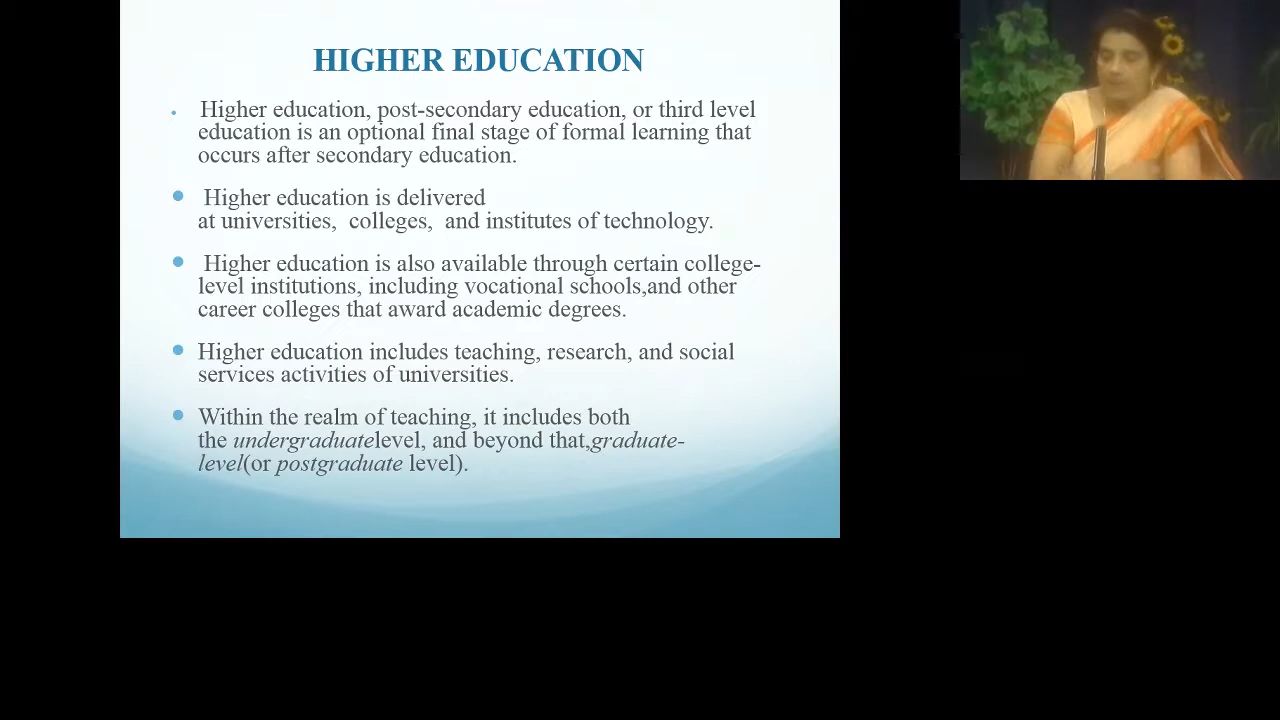 HIGHER EDUCATION
• Higher education, post-secondary education, or third level
education is an optional final stage of formal learning that
occurs after secondary education.
• Higher education is delivered
at universities, colleges, and institutes of technology.
• Higher education is also available through certain college-
level institutions, including vocational schools,and other
career colleges that award academic degrees.
• Higher education includes teaching, research, and social
services activities of universities.
• Within the realm of teaching, it includes both
the undergraduatelevel, and beyond that,graduate-
level(or postgraduate level).